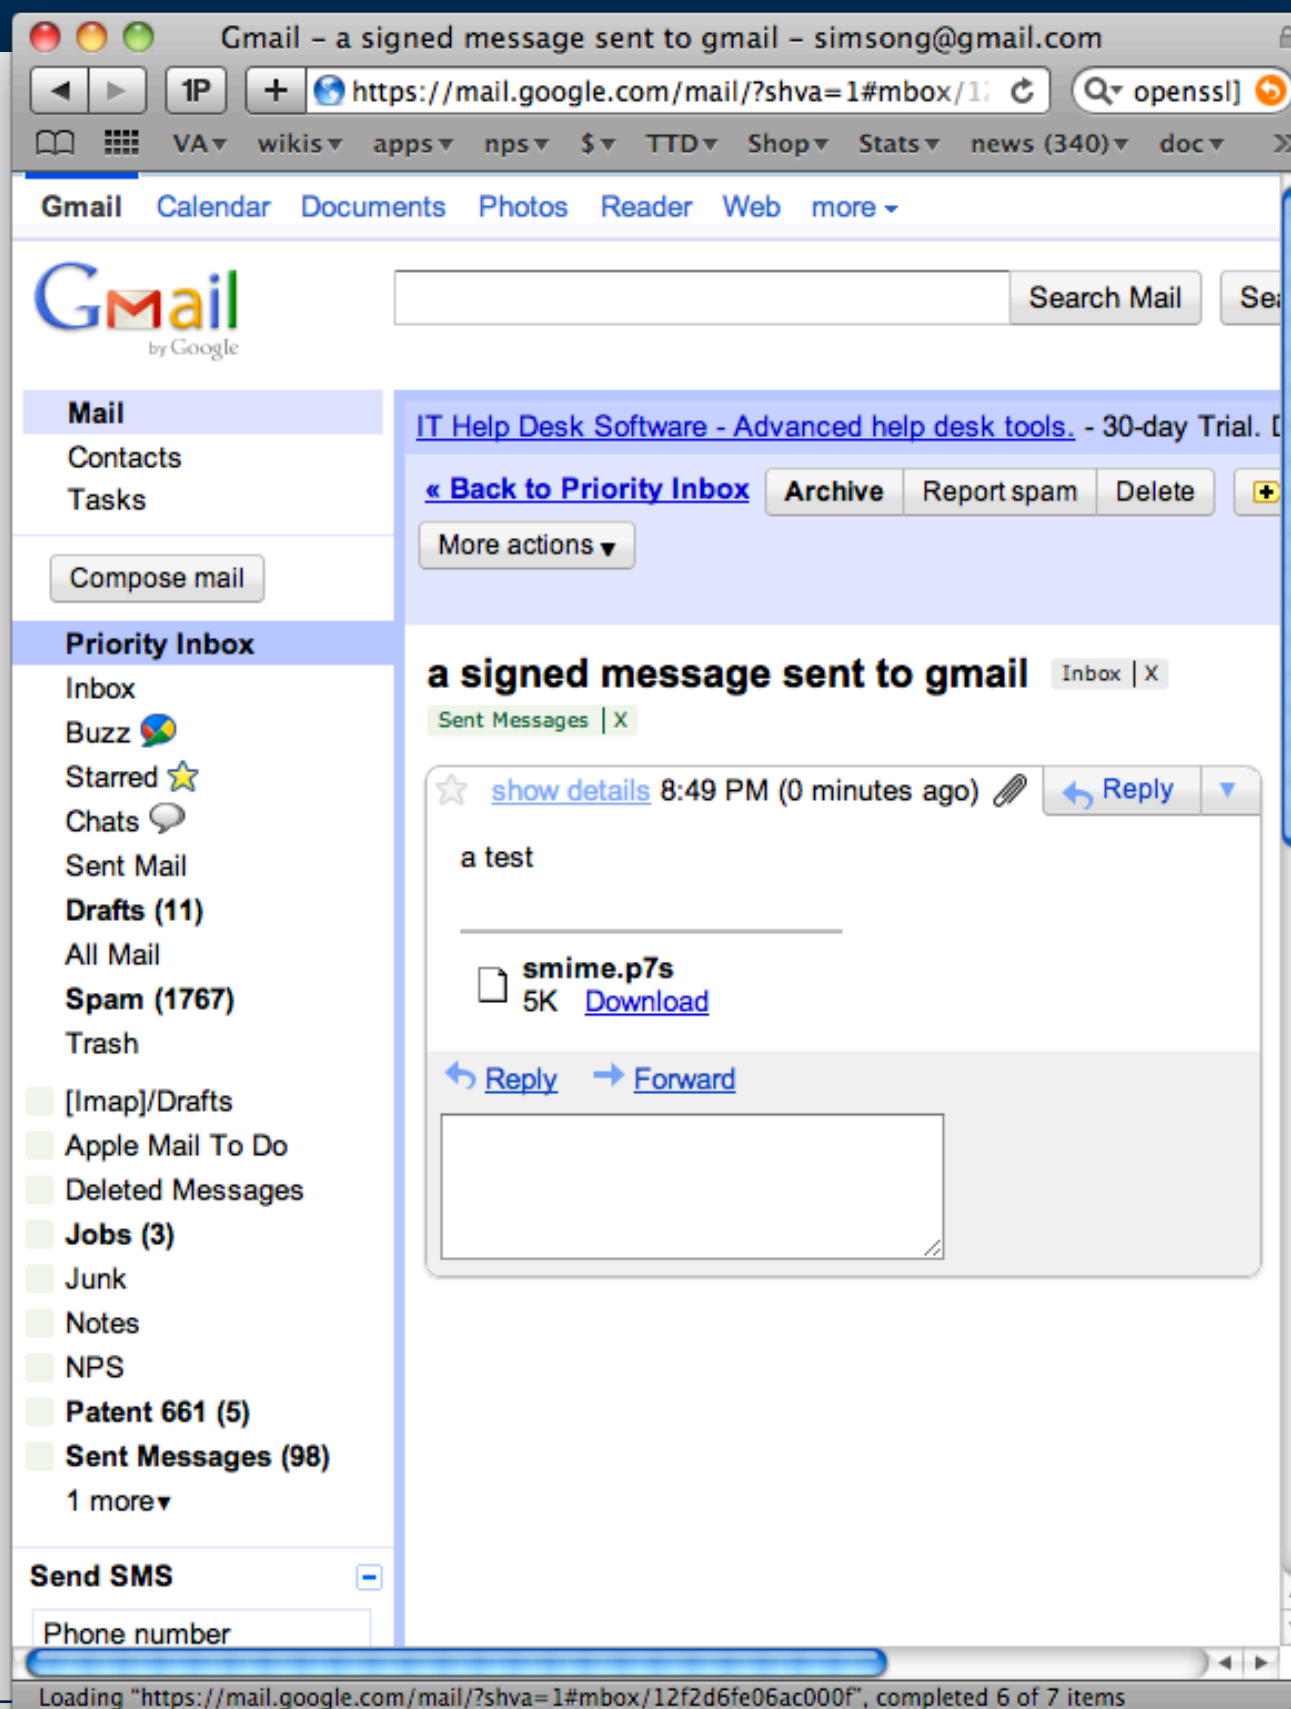 Gmail – a signed message sent to gmail – simsong@gmail.com
1P + https://mail.google.com/mail/?shva=1#mbox/12 openssl]
VA▾ wikis▾ apps▾ nps▾ $▾ TTD▾ Shop▾ Stats▾ news (340)▾ doc▾ »
Gmail Calendar Documents Photos Reader Web more
Gmail
by Google
Search Mail
Mail
Contacts
Tasks
Compose mail
Priority Inbox
Inbox
Buzz
Starred
Chats
Sent Mail
Drafts (11)
All Mail
Spam (1767)
Trash
[Imap]/Drafts
Apple Mail To Do
Deleted Messages
Jobs (3)
Junk
Notes
NPS
Patent 661 (5)
Sent Messages (98)
1 more▾
Send SMS
Phone number
IT Help Desk Software - Advanced help desk tools. - 30-day Trial.
« Back to Priority Inbox Archive Report spam Delete
More actions ▾
a signed message sent to gmail Inbox | X
Sent Messages | X
show details 8:49 PM (0 minutes ago) Reply
a test
smime.p7s
5K Download
Reply Forward
Loading "https://mail.google.com/mail/?shva=1#mbox/12f2d6fe06ac000f", completed 6 of 7 items